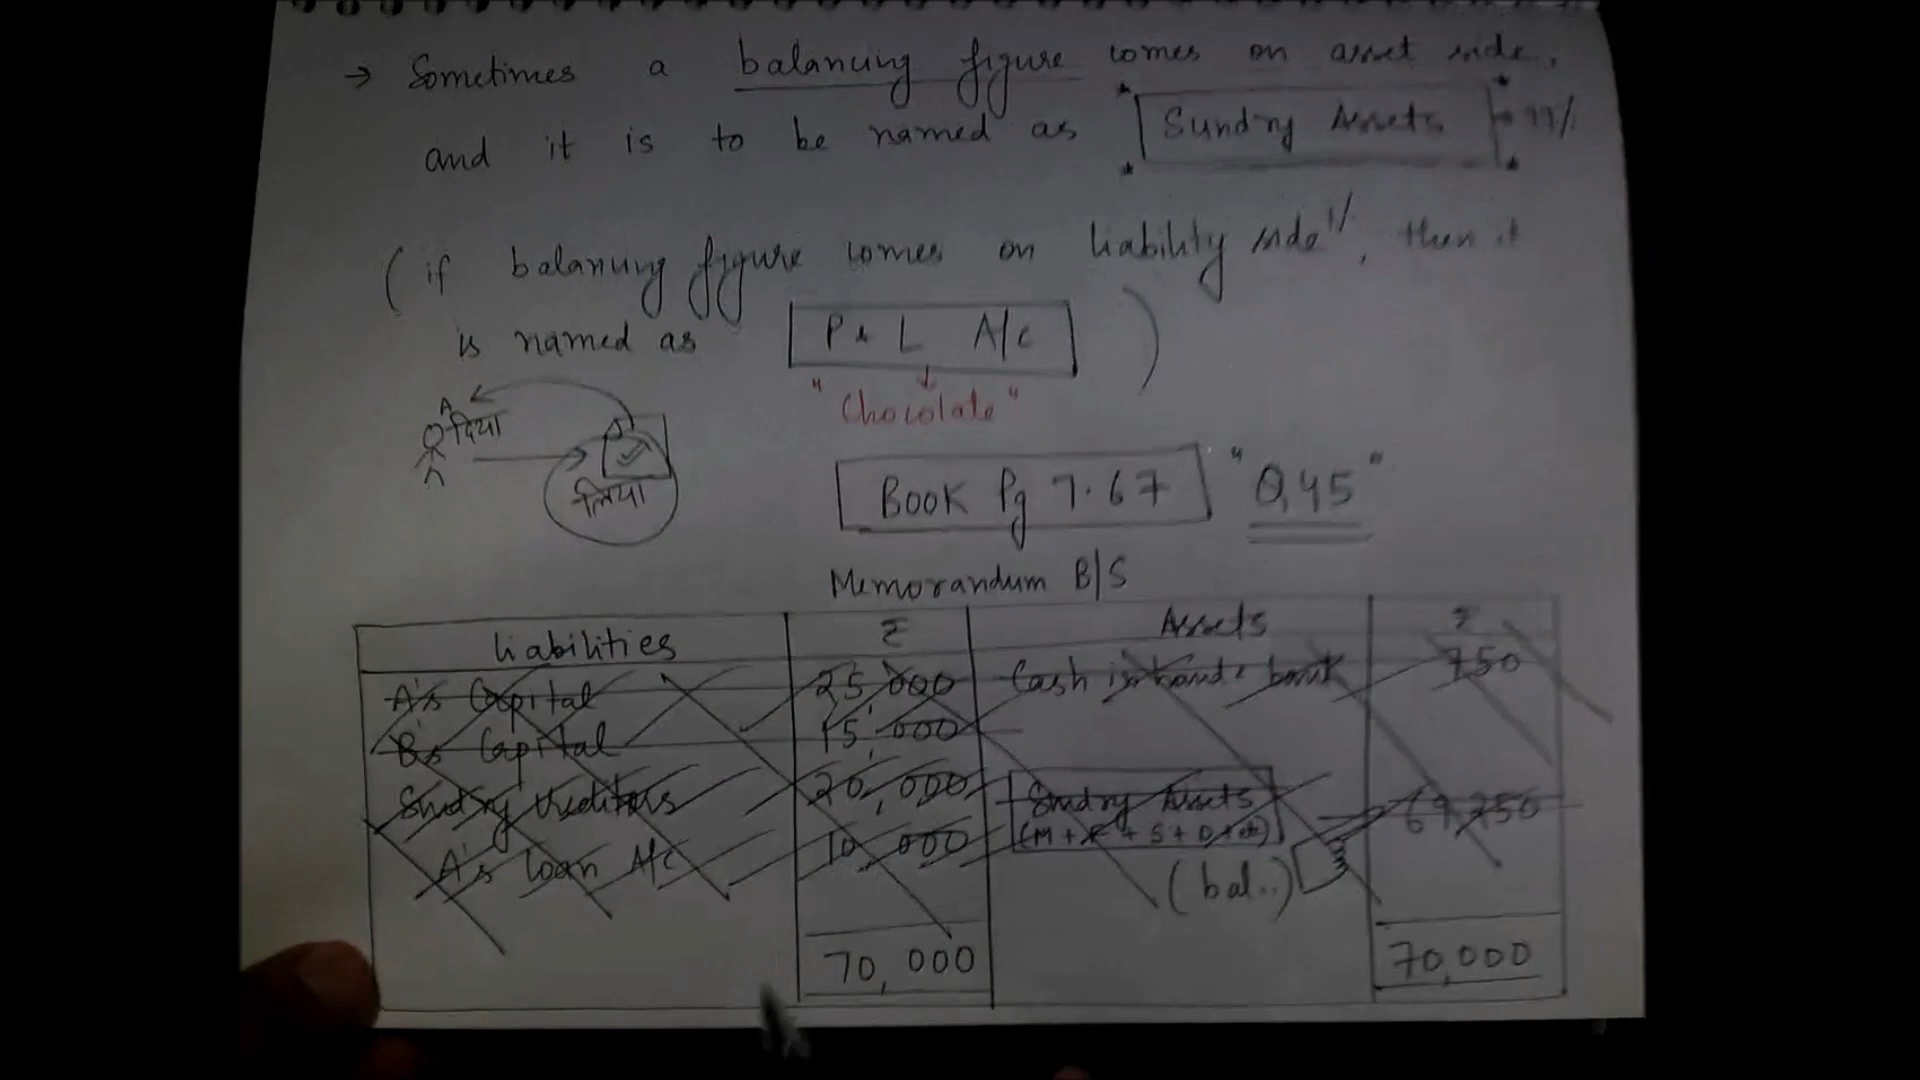 → Sometimes a balancing figure comes on asset side,
and it is to be named as Sundry Assets
(if balancing figure comes on liability side, then it
is named as P & L A/c)
"Chocolate"
A
दिया
लिया
Book Pg 7.67 "Q.45"
Memorandum B/S
Liabilities ₹ Assets ₹
A's Capital 25,000 Cash in hand & bank 750
B's Capital 15,000
Sundry Creditors 20,000 Sundry Assets 69,250
A's Loan A/c 10,000 (M + F + S + D +
(bal..)
70,000 70,000